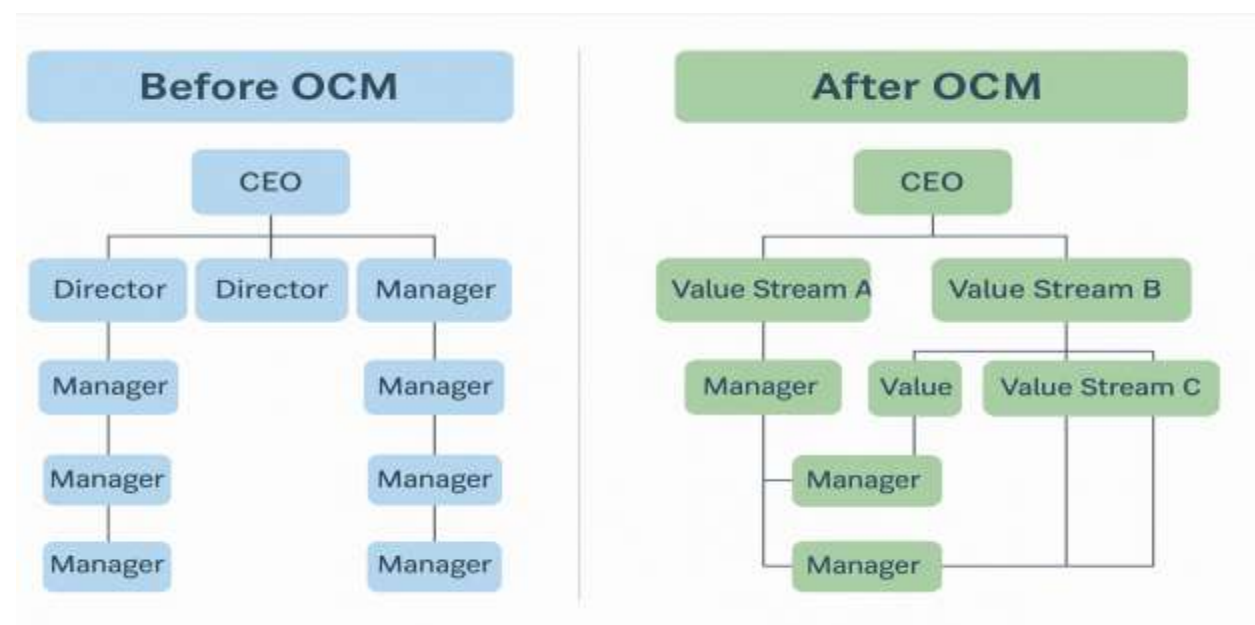 Before OCM
CEO
Director
Director
Manager
Manager
Manager
Manager
Manager
Manager
Manager
After OCM
CEO
Value Stream A
Value Stream B
Manager
Value
Value Stream C
Manager
Manager